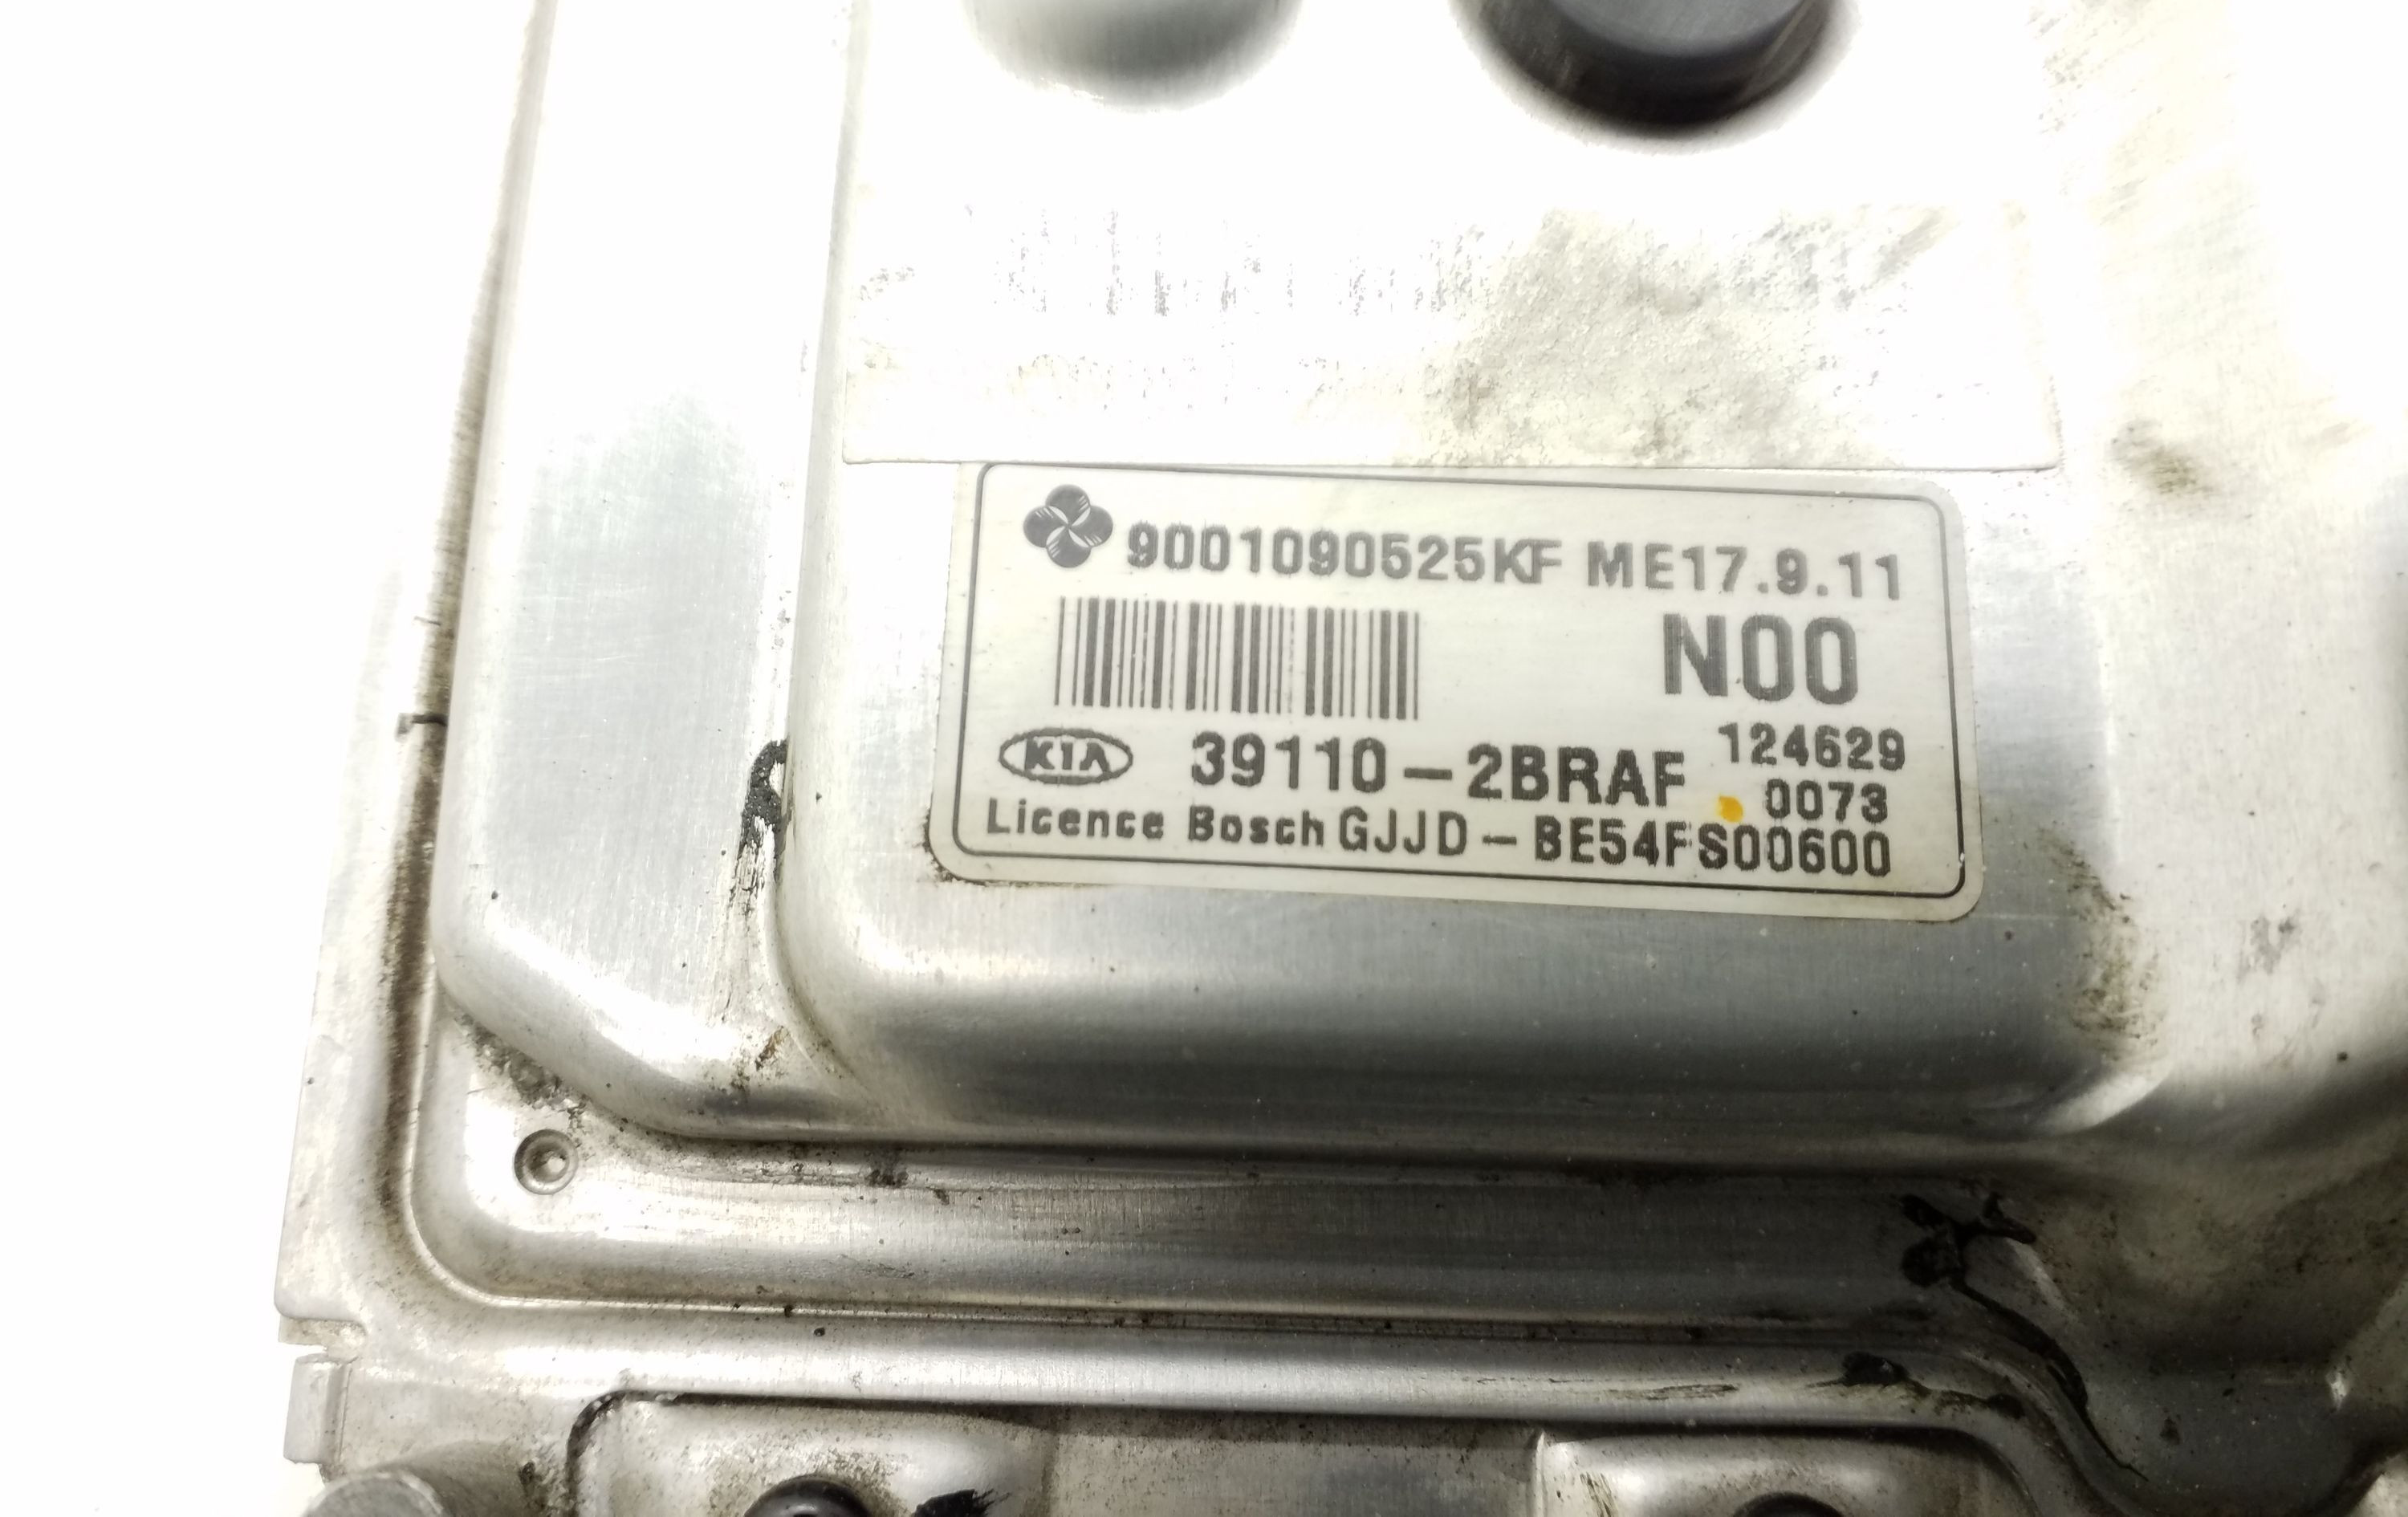 9001090525KF ME17.9.11
N00
KIA 39110-2BRAF 124629
0073
Licence Bosch GJJD-BE54FS00600